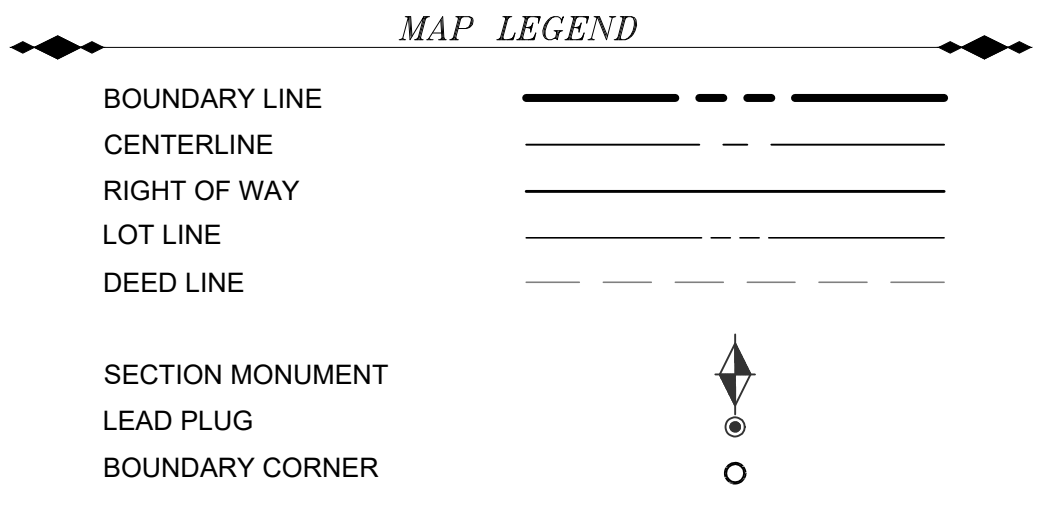 MAP LEGEND
BOUNDARY LINE
CENTERLINE
RIGHT OF WAY
LOT LINE
DEED LINE
SECTION MONUMENT
LEAD PLUG
BOUNDARY CORNER